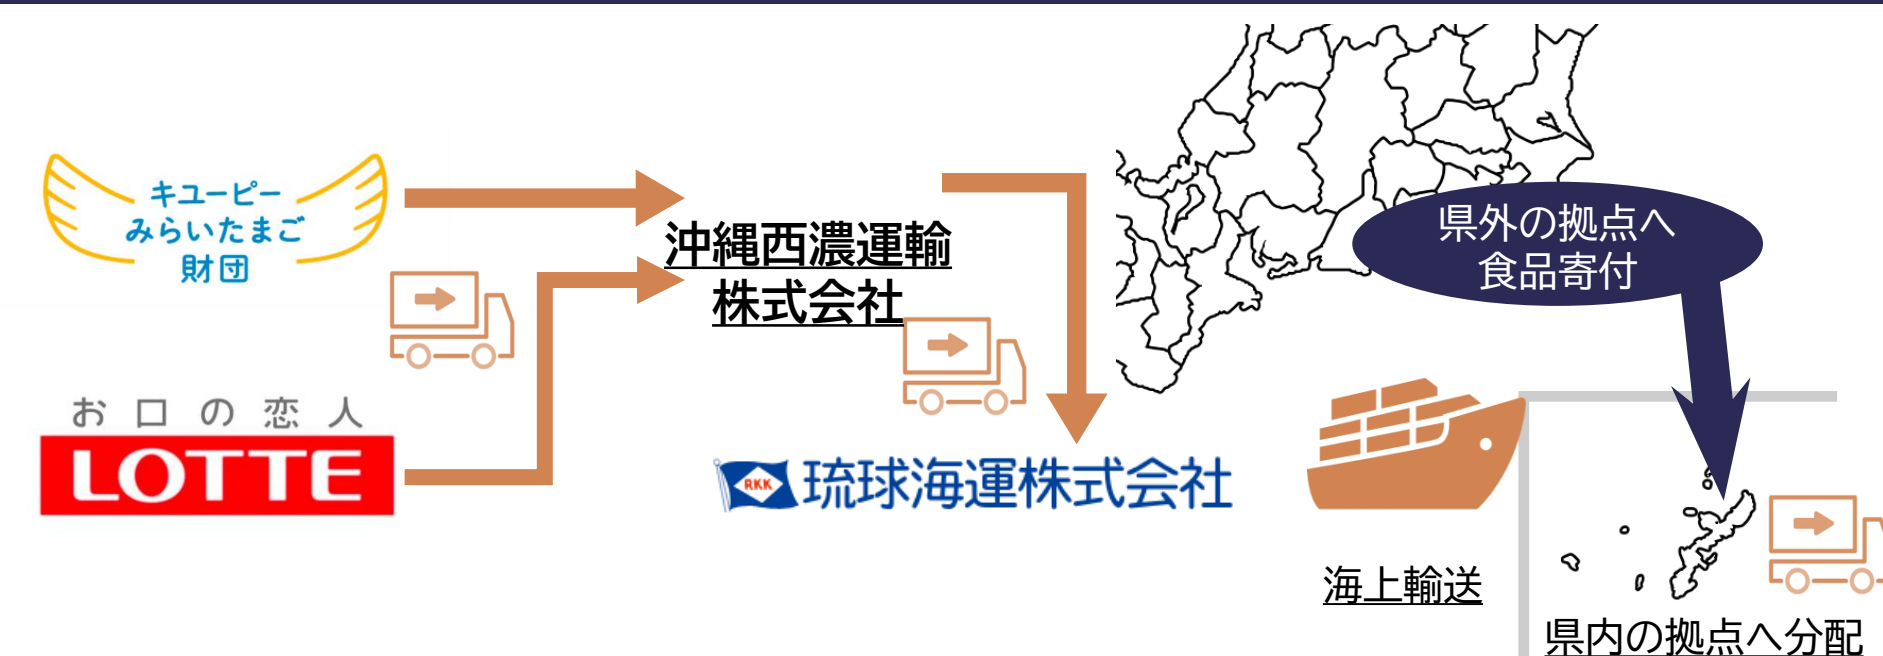 キユーピー
みらいたまご
財団
お口の恋人
LOTTE
沖縄西濃運輸
株式会社
RKK
琉球海運株式会社
県外の拠点へ
食品寄付
海上輸送
県内の拠点へ分配